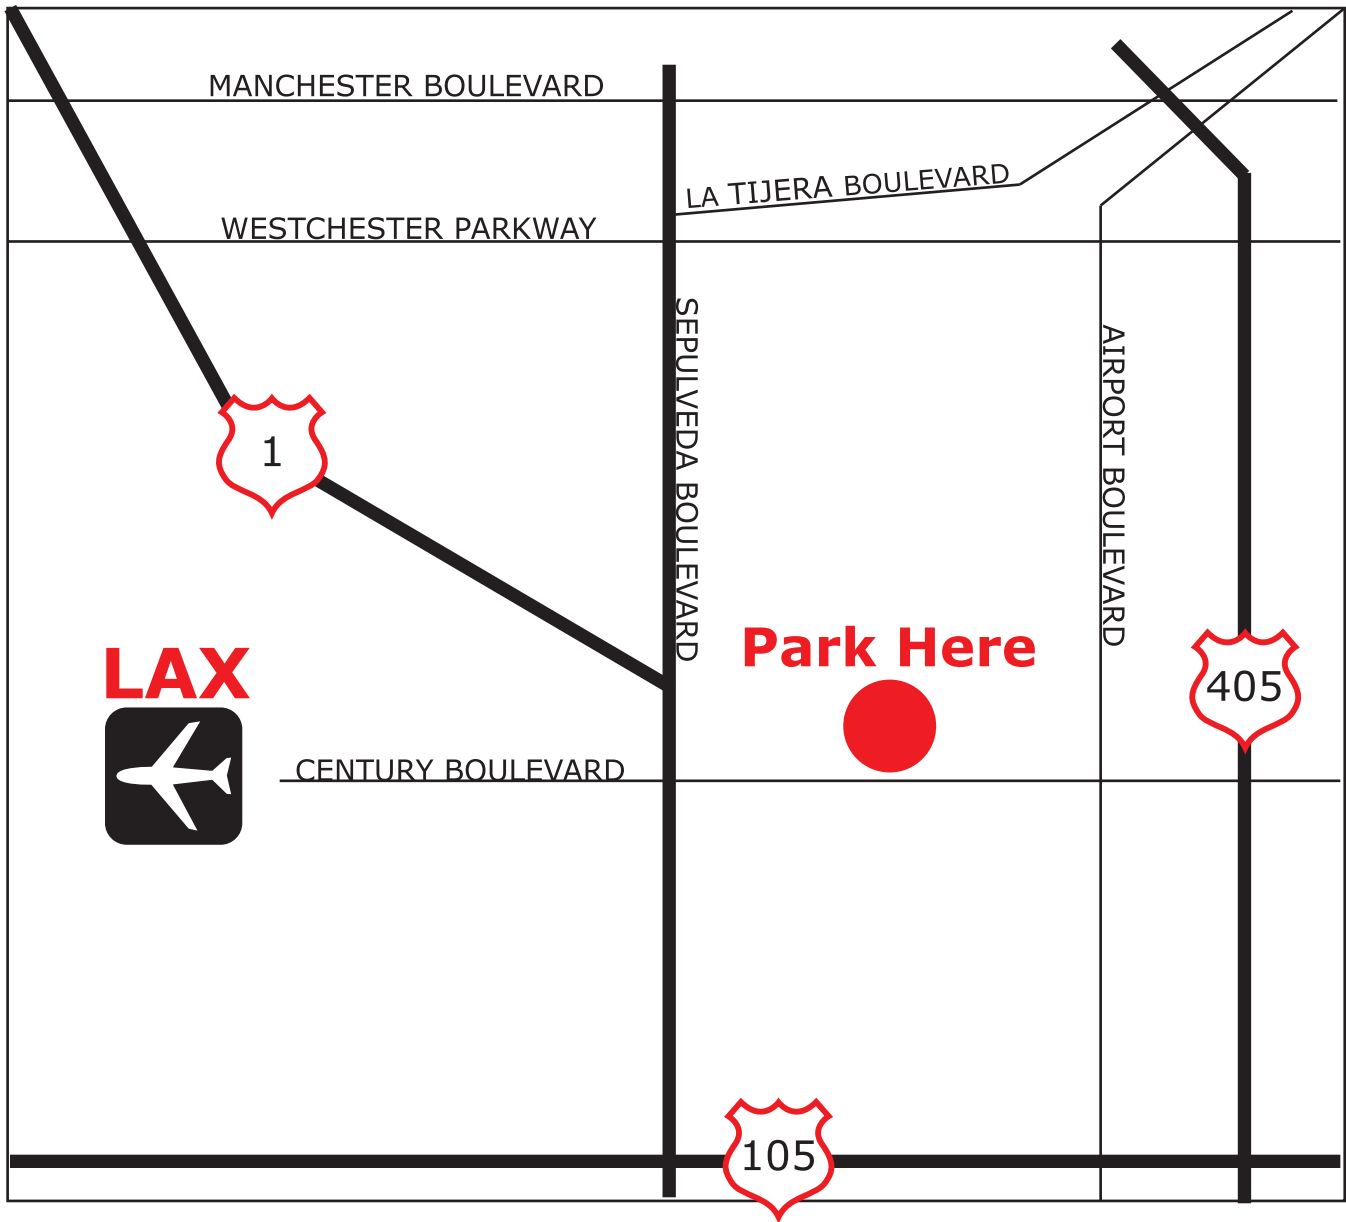 MANCHESTER BOULEVARD
LA TIJERA BOULEVARD
WESTCHESTER PARKWAY
SEPULVEDA BOULEVARD
AIRPORT BOULEVARD
1
Park Here
LAX
405
CENTURY BOULEVARD
105